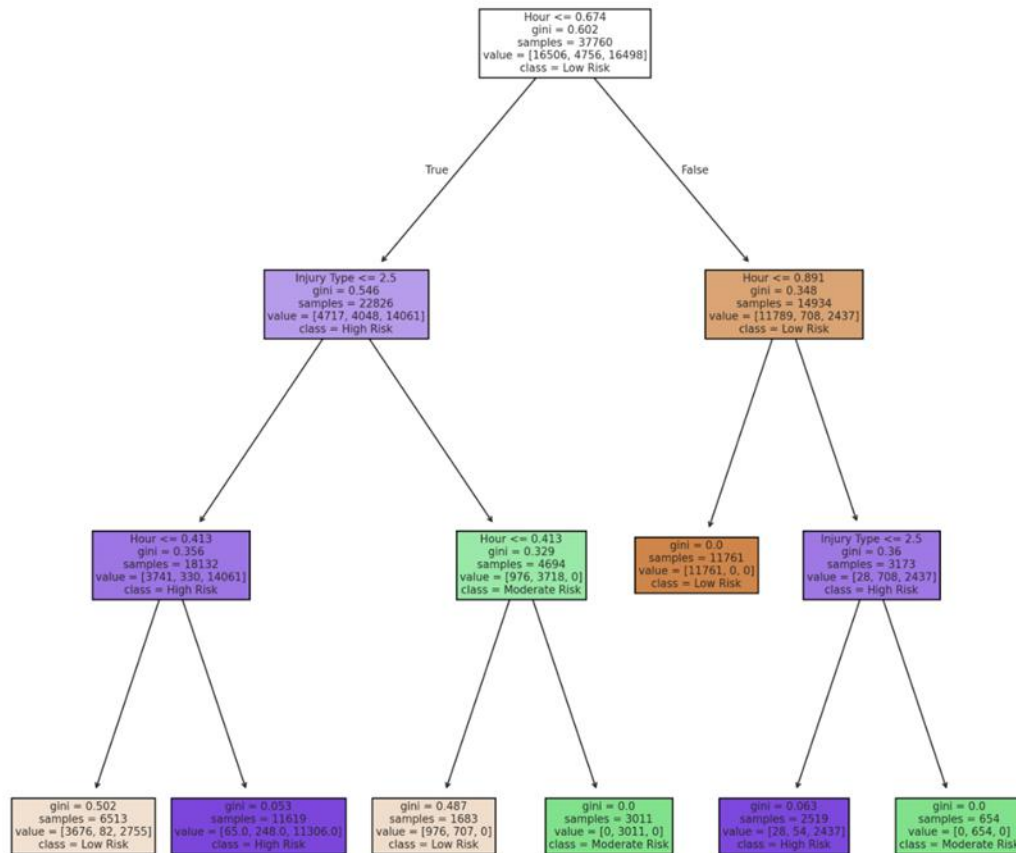 Hour <= 0.674
gini = 0.602
samples = 37760
value = [16506, 4756, 16498]
class = Low Risk
True
False
Injury Type <= 2.5
gini = 0.546
samples = 22826
value = [4717, 4048, 14061]
class = High Risk
Hour <= 0.891
gini = 0.348
samples = 14934
value = [11789, 708, 2437]
class = Low Risk
Hour <= 0.413
gini = 0.356
samples = 18132
value = [3741, 330, 14061]
class = High Risk
Hour <= 0.413
gini = 0.329
samples = 4694
value = [976, 3718, 0]
class = Moderate Risk
gini = 0.0
samples = 11761
value = [11761, 0, 0]
class = Low Risk
Injury Type <= 2.5
gini = 0.36
samples = 3173
value = [28, 708, 2437]
class = High Risk
gini = 0.502
samples = 6513
value = [3676, 82, 2755]
class = Low Risk
gini = 0.053
samples = 11619
value = [65.0, 248.0, 11306.0]
class = High Risk
gini = 0.487
samples = 1683
value = [976, 707, 0]
class = Low Risk
gini = 0.0
samples = 3011
value = [0, 3011, 0]
class = Moderate Risk
gini = 0.063
samples = 2519
value = [28, 54, 2437]
class = High Risk
gini = 0.0
samples = 654
value = [0, 654, 0]
class = Moderate Risk